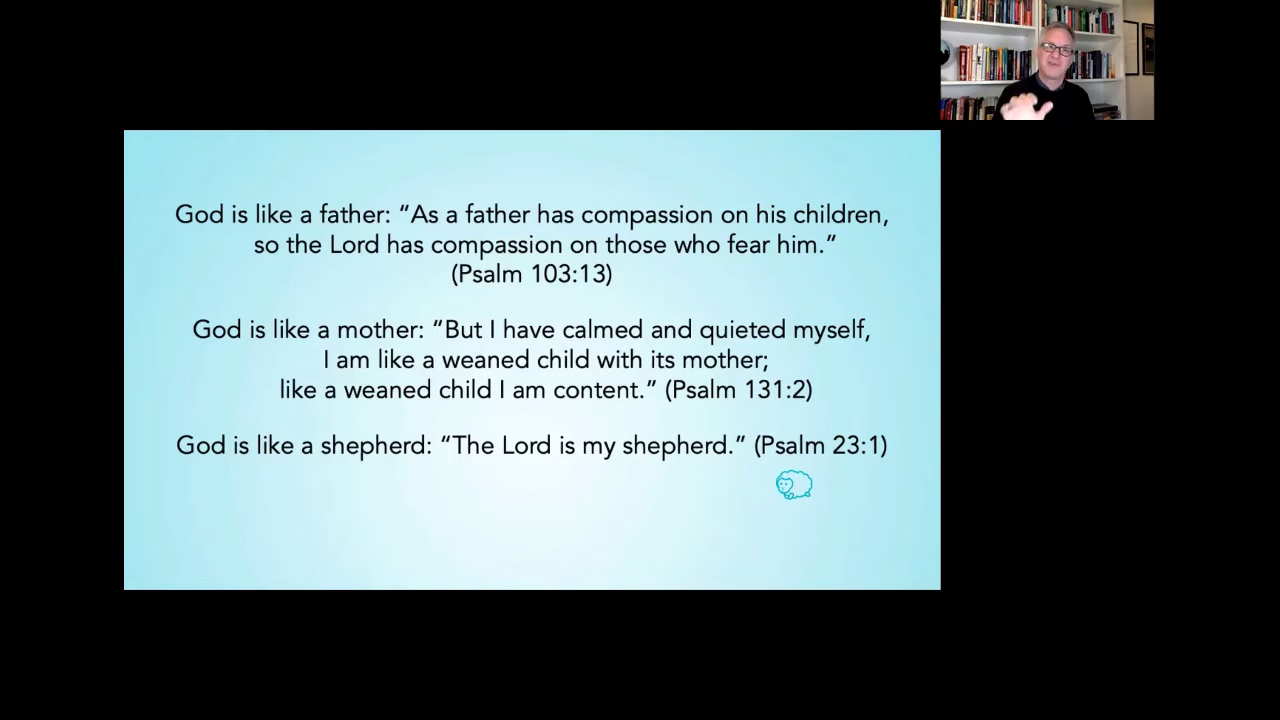 God is like a father: “As a father has compassion on his children,
so the Lord has compassion on those who fear him.”
(Psalm 103:13)
God is like a mother: “But I have calmed and quieted myself,
I am like a weaned child with its mother;
like a weaned child I am content.” (Psalm 131:2)
God is like a shepherd: “The Lord is my shepherd.” (Psalm 23:1)